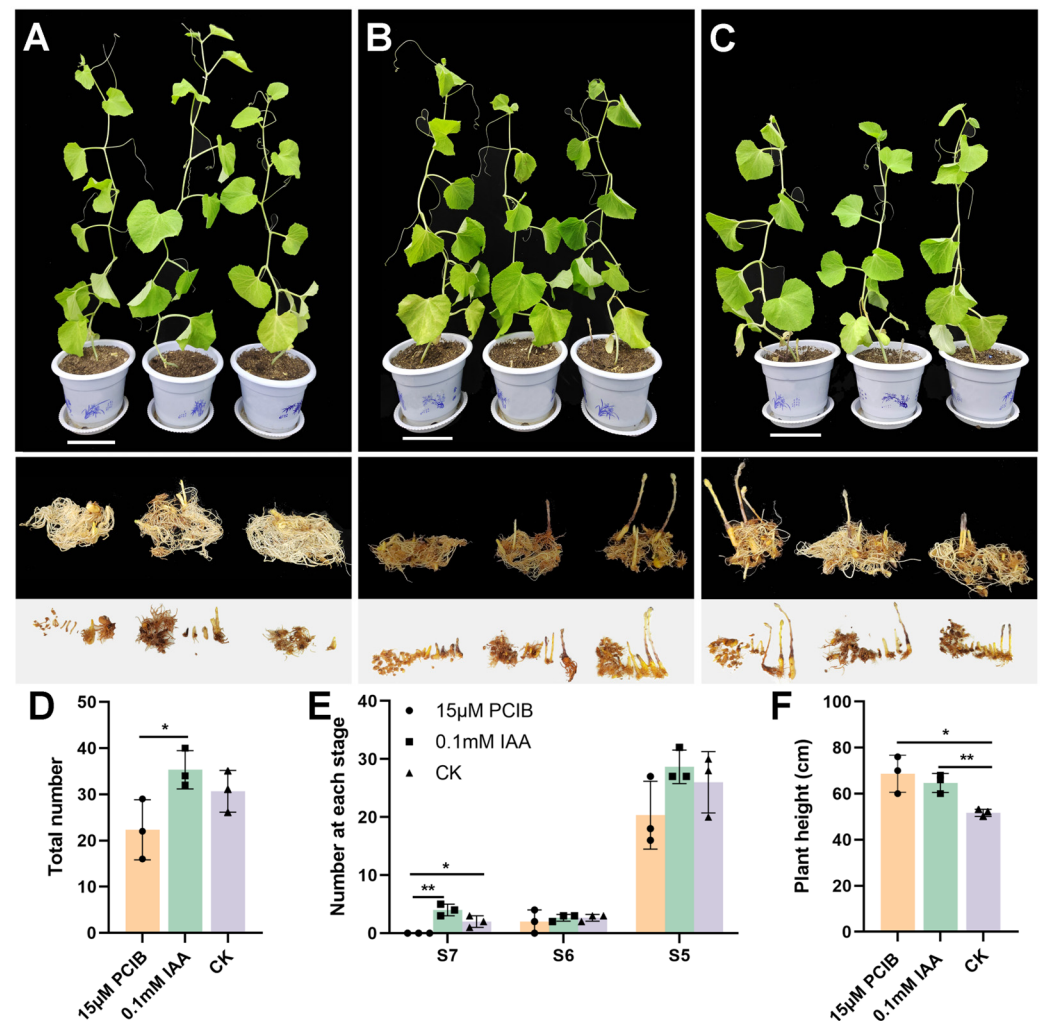 A
B
C
D
Total number
50
40
30
20
10
0
*
15μM PCIB
0.1mM IAA
CK
E
Number at each stage
40
30
20
10
0
15μM PCIB
0.1mM IAA
CK
**
*
S7
S6
S5
F
Plant height (cm)
100
80
60
40
20
0
*
**
15μM PCIB
0.1mM IAA
CK